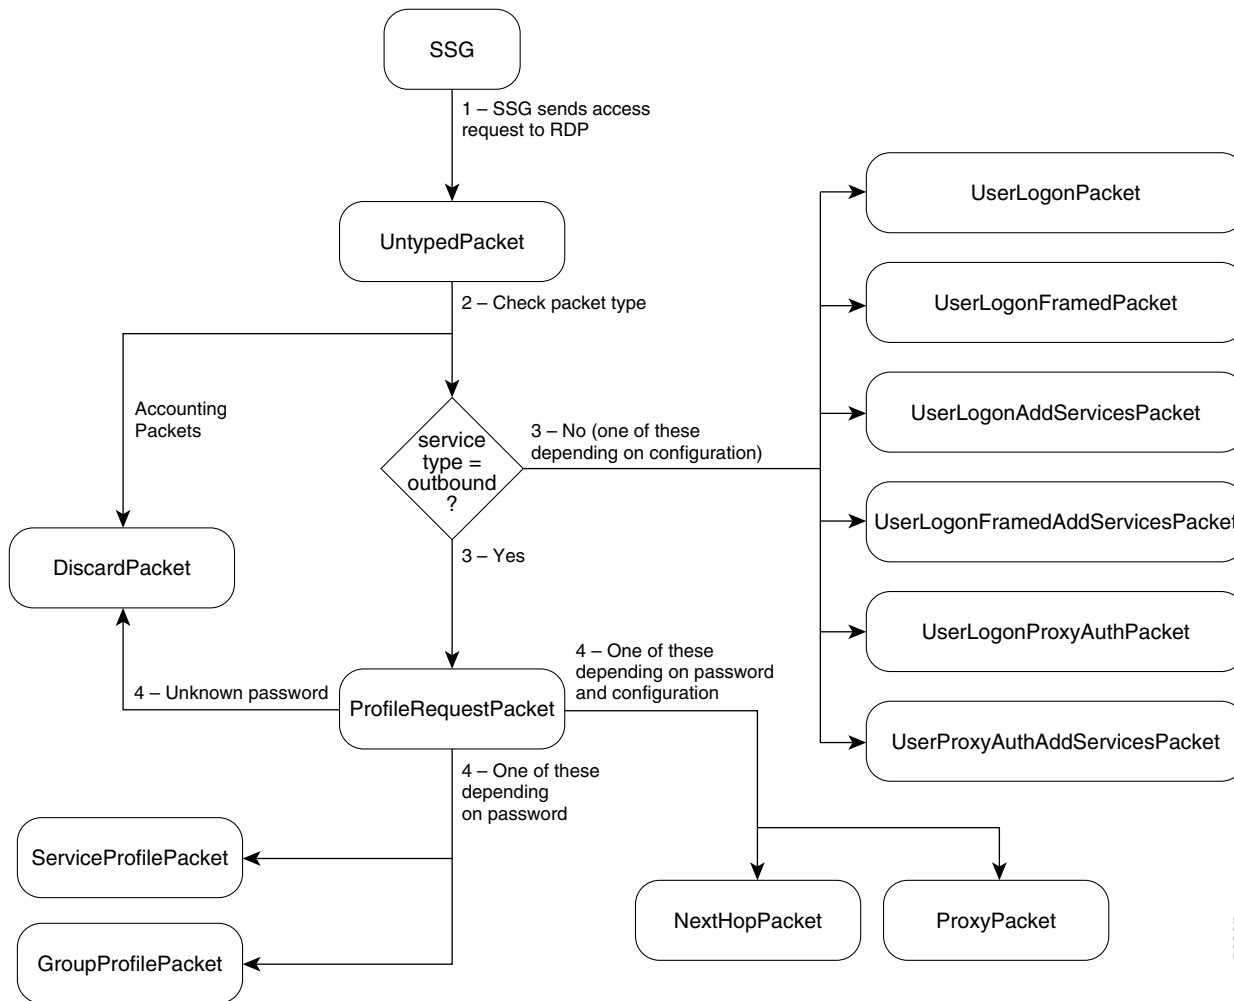 SSG
1 – SSG sends access
request to RDP
UntypedPacket
2 – Check packet type
Accounting
Packets
service
type =
outbound
?
3 – No (one of these
depending on configuration)
3 – Yes
UserLogonPacket
UserLogonFramedPacket
UserLogonAddServicesPacket
UserLogonFramedAddServicesPacket
UserLogonProxyAuthPacket
UserProxyAuthAddServicesPacket
DiscardPacket
4 – Unknown password
ProfileRequestPacket
4 – One of these
depending on password
and configuration
4 – One of these
depending
on password
ServiceProfilePacket
GroupProfilePacket
NextHopPacket
ProxyPacket